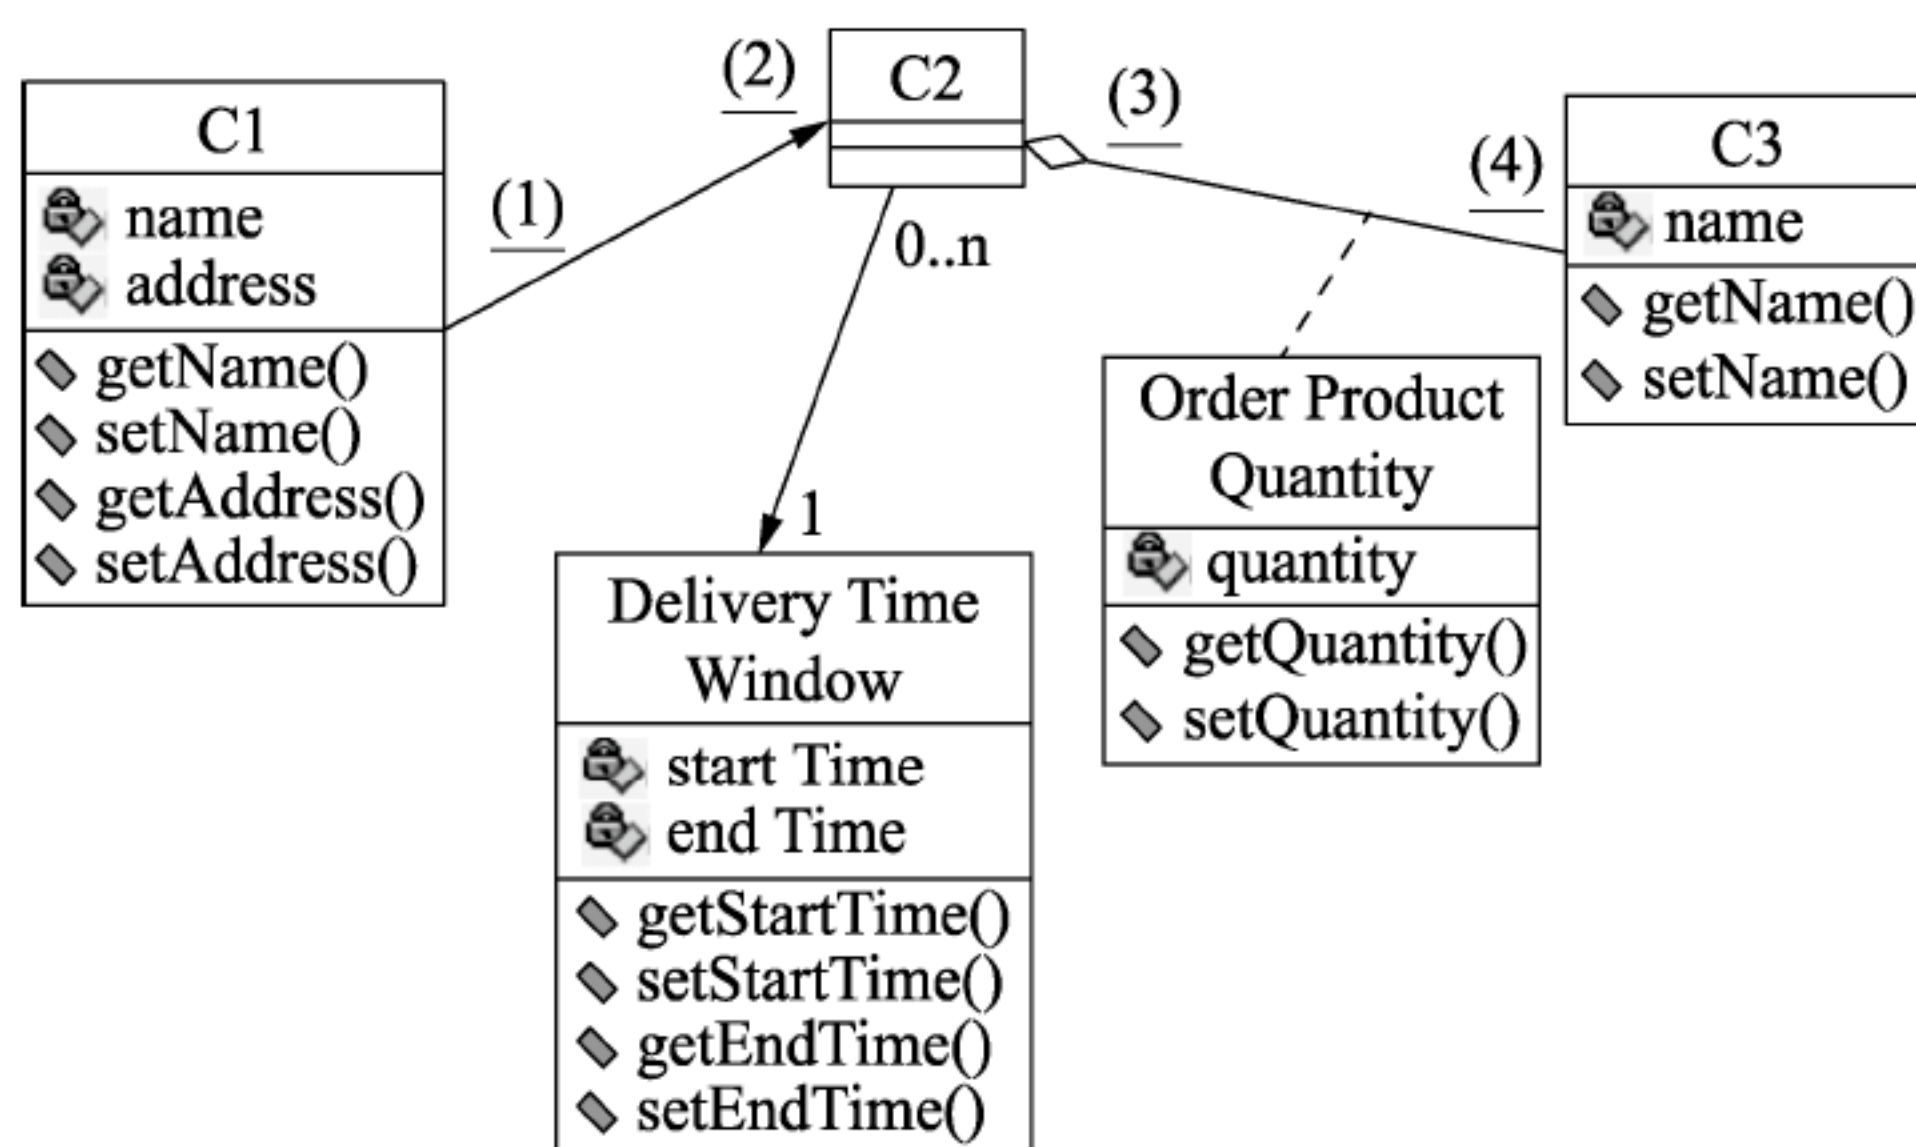 C1
name
address
getName()
setName()
getAddress()
setAddress()
(1)
(2)
C2
0..n
1
(3)
(4)
C3
name
getName()
setName()
Order Product
Quantity
quantity
getQuantity()
setQuantity()
Delivery Time
Window
start Time
end Time
getStartTime()
setStartTime()
getEndTime()
setEndTime()